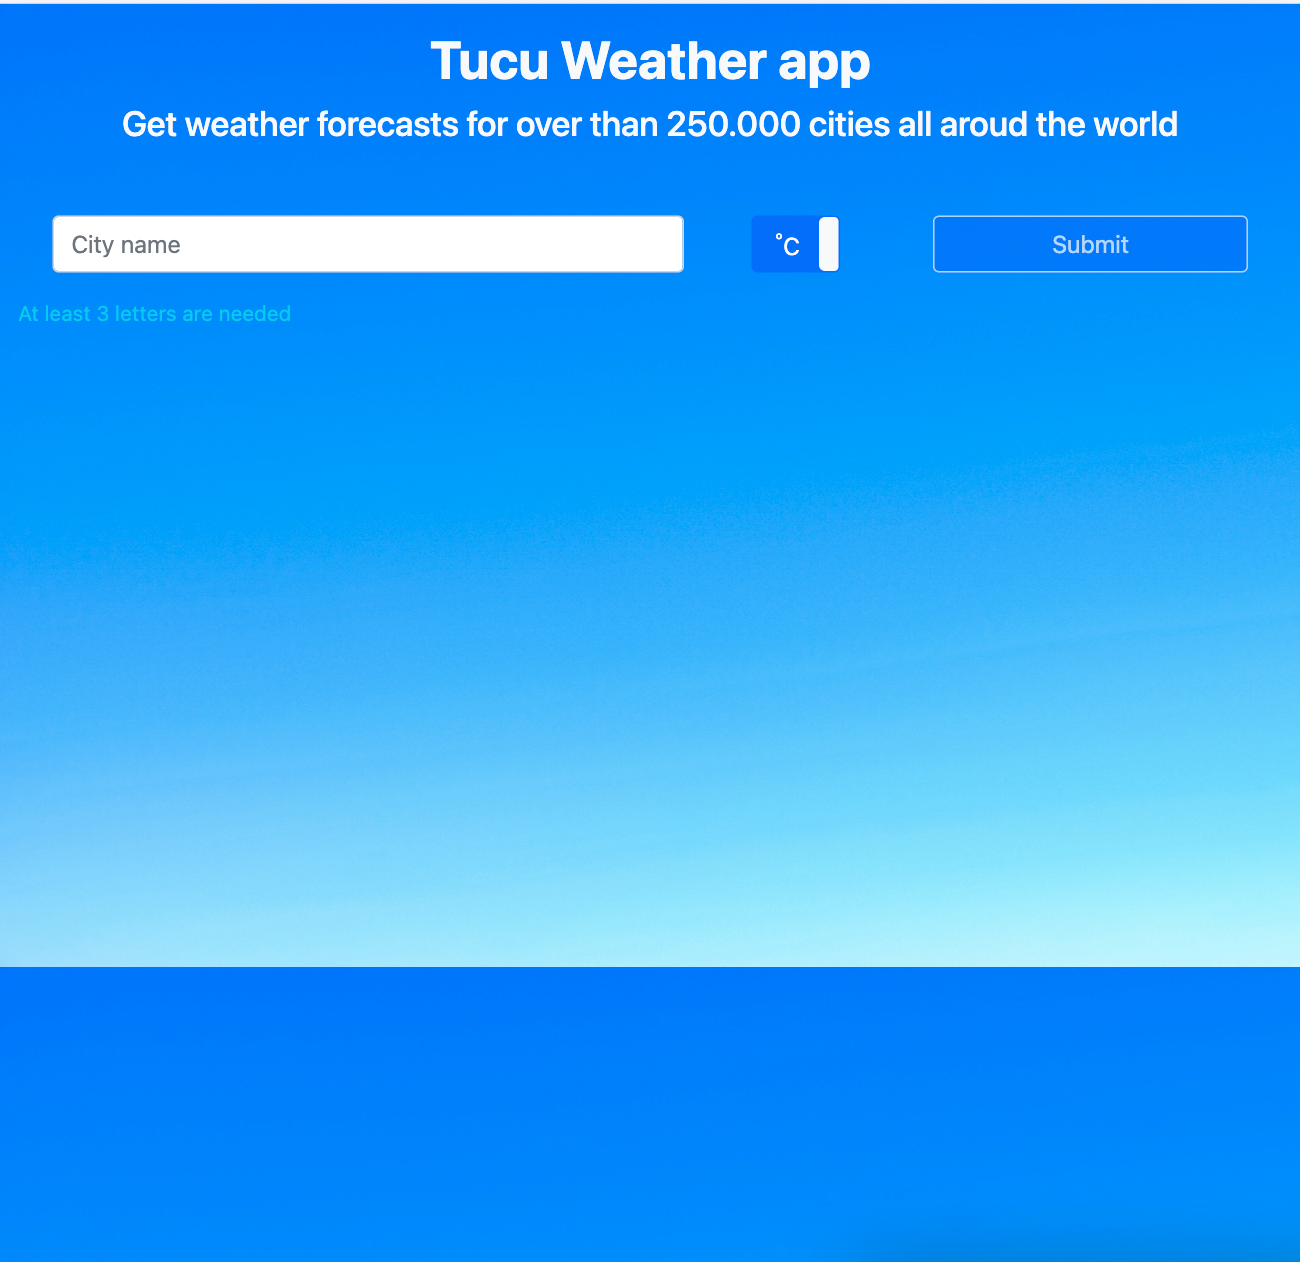 Tucu Weather app
Get weather forecasts for over than 250.000 cities all aroud the world
City name
°C
Submit
At least 3 letters are needed